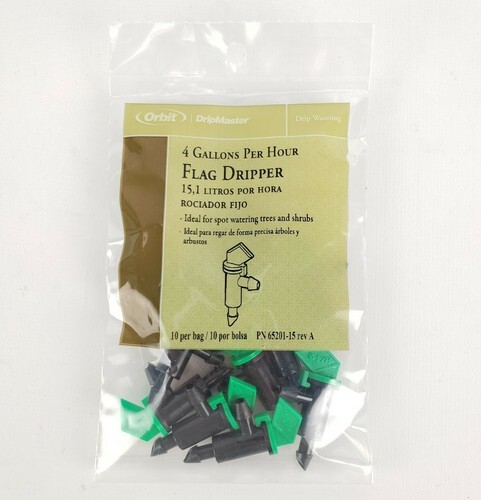 Orbit DripMaster Drip Watering
4 Gallons Per Hour
Flag Dripper
15,1 litros por hora
rociador fijo
· Ideal for spot watering trees and shrubs
· Ideal para regar de forma precisa árboles y
arbustos
10 per bag / 10 por bolsa PN 65201-15 rev A